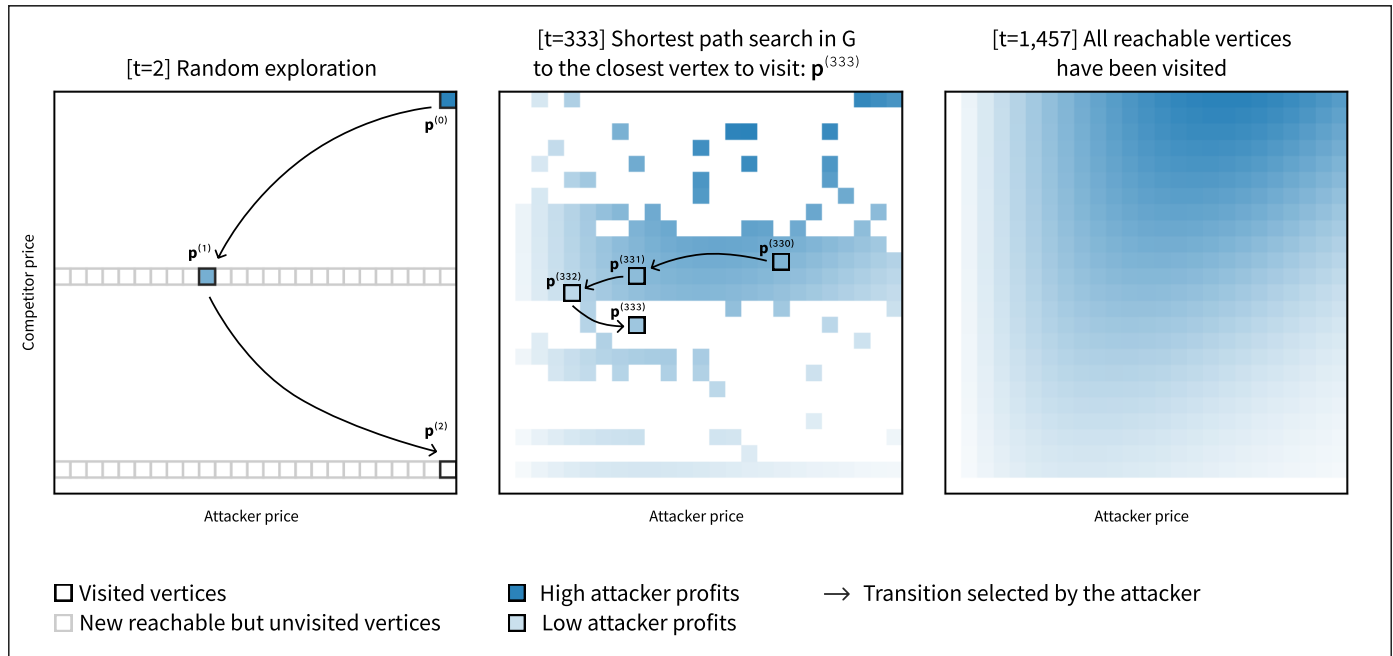 [t=2] Random exploration
[t=333] Shortest path search in G
to the closest vertex to visit: p(333)
[t=1,457] All reachable vertices
have been visited
Competitor price
p(0)
p(1)
p(2)
p(330)
p(331)
p(332)
p(333)
Attacker price
Attacker price
Attacker price
Visited vertices
New reachable but unvisited vertices
High attacker profits
Low attacker profits
Transition selected by the attacker